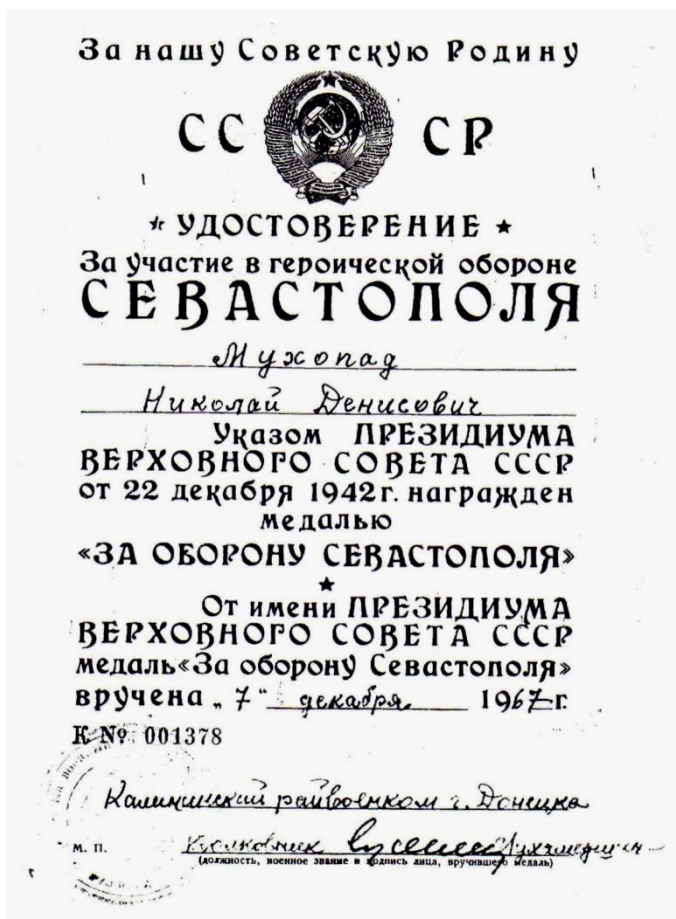 За нашу Советскую Родину
СС СР
★ УДОСТОВЕРЕНИЕ ★
За участие в героической обороне
СЕВАСТОПОЛЯ
Мухопад
Николай Денисович
Указом ПРЕЗИДИУМА
ВЕРХОВНОГО СОВЕТА СССР
от 22 декабря 1942 г. награжден
медалью
«ЗА ОБОРОНУ СЕВАСТОПОЛЯ»
★
От имени ПРЕЗИДИУМА
ВЕРХОВНОГО СОВЕТА СССР
медаль «За оборону Севастополя»
вручена „7“ декабря 1967 г.
К № 001378
Калининский райвоенком г. Донецка
м. п. Полковник
(должность, военное звание и подпись лица, вручившего медаль)